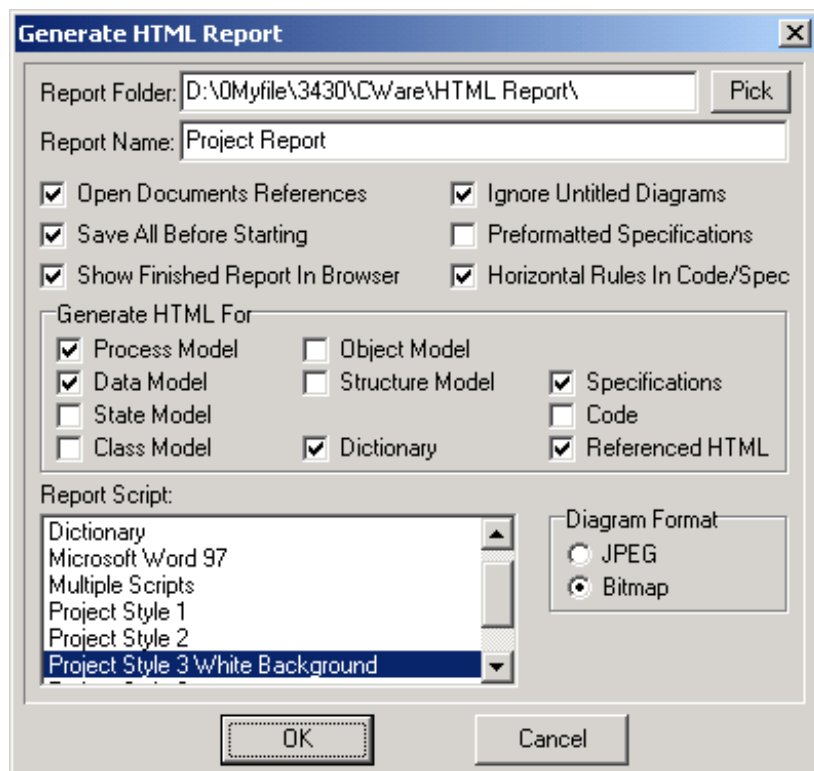 Generate HTML Report
Report Folder: D:\0Myfile\3430\CWare\HTML Report\ Pick
Report Name: Project Report
Open Documents References Ignore Untitled Diagrams
Save All Before Starting Preformatted Specifications
Show Finished Report In Browser Horizontal Rules In Code/Spec
Generate HTML For
Process Model Object Model
Data Model Structure Model Specifications
State Model Code
Class Model Dictionary Referenced HTML
Report Script:
Dictionary
Microsoft Word 97
Multiple Scripts
Project Style 1
Project Style 2
Project Style 3 White Background
Diagram Format
JPEG
Bitmap
OK Cancel